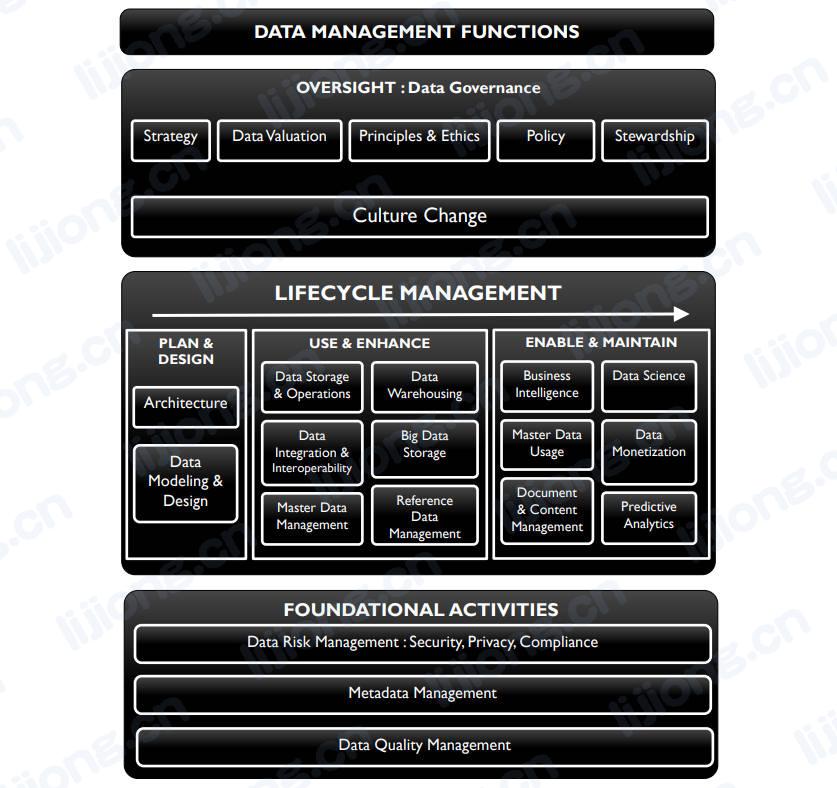 DATA MANAGEMENT FUNCTIONS
OVERSIGHT : Data Governance
Strategy
Data Valuation
Principles & Ethics
Policy
Stewardship
Culture Change
LIFECYCLE MANAGEMENT
PLAN &
DESIGN
Architecture
Data
Modeling &
Design
USE & ENHANCE
Data Storage
& Operations
Data
Warehousing
Data
Integration &
Interoperability
Big Data
Storage
Master Data
Management
Reference
Data
Management
ENABLE & MAINTAIN
Business
Intelligence
Data Science
Master Data
Usage
Data
Monetization
Document
& Content
Management
Predictive
Analytics
FOUNDATIONAL ACTIVITIES
Data Risk Management : Security, Privacy, Compliance
Metadata Management
Data Quality Management
lijiong.cn